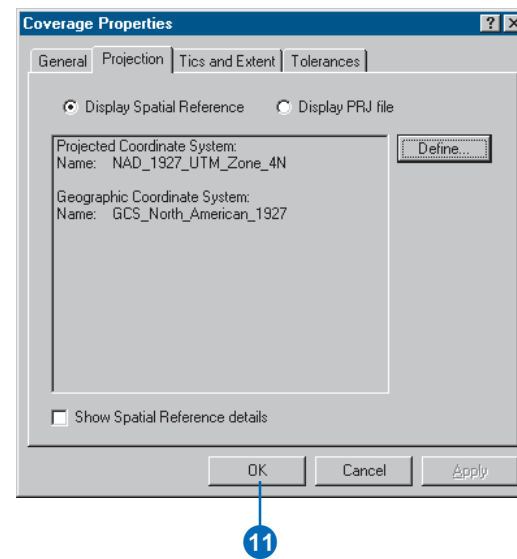 Coverage Properties
General Projection Tics and Extent Tolerances
Display Spatial Reference Display PRJ file
Projected Coordinate System:
Name: NAD_1927_UTM_Zone_4N
Define...
Geographic Coordinate System:
Name: GCS_North_American_1927
Show Spatial Reference details
OK Cancel Apply
11